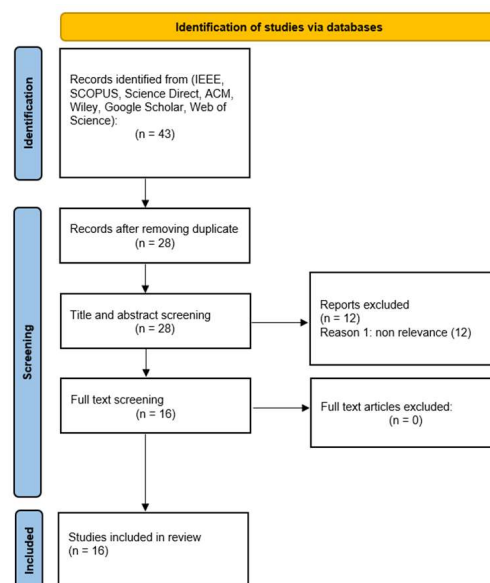 Identification of studies via databases
Identification
Records identified from (IEEE,
SCOPUS, Science Direct, ACM,
Wiley, Google Scholar, Web of
Science):
(n = 43)
Screening
Records after removing duplicate
(n = 28)
Title and abstract screening
(n = 28)
Reports excluded
(n = 12)
Reason 1: non relevance (12)
Full text screening
(n = 16)
Full text articles excluded:
(n = 0)
Included
Studies included in review
(n = 16)